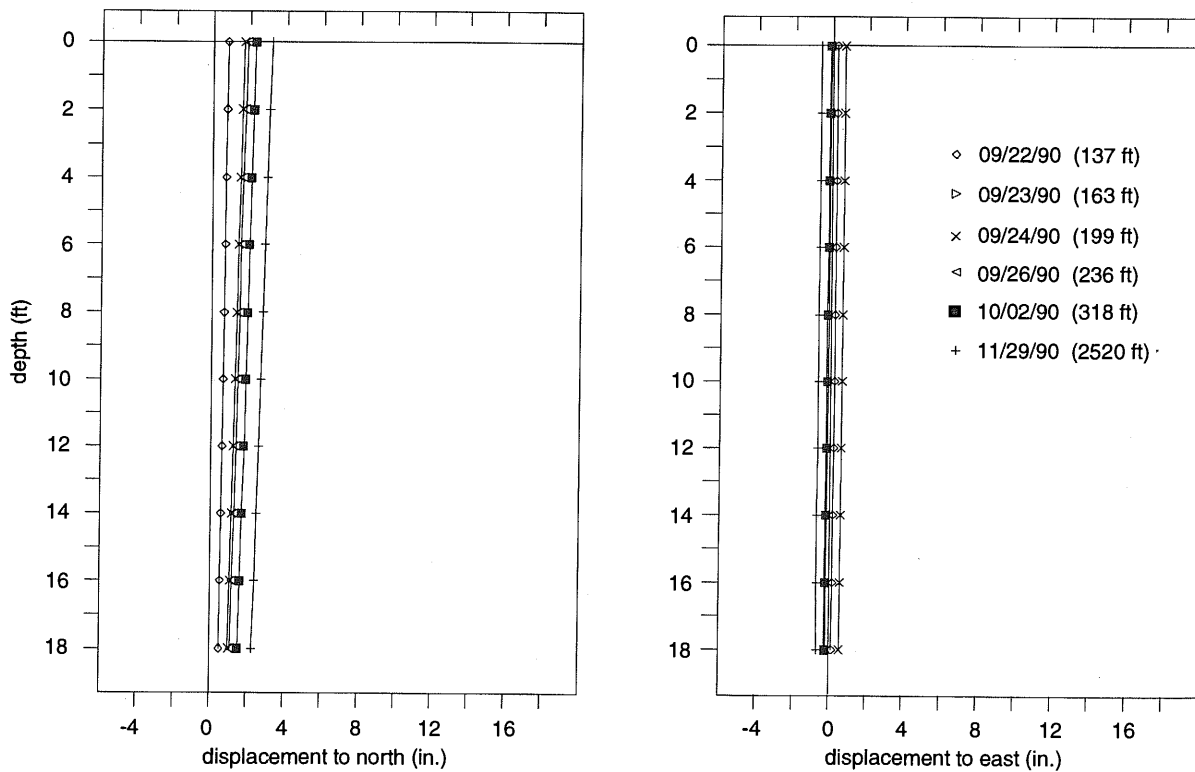 0
2
4
6
8
10
12
14
16
18
depth (ft)
-4 0 4 8 12 16
displacement to north (in.)
0
2
4
6
8
10
12
14
16
18
09/22/90 (137 ft)
09/23/90 (163 ft)
09/24/90 (199 ft)
09/26/90 (236 ft)
10/02/90 (318 ft)
11/29/90 (2520 ft)
-4 0 4 8 12 16
displacement to east (in.)